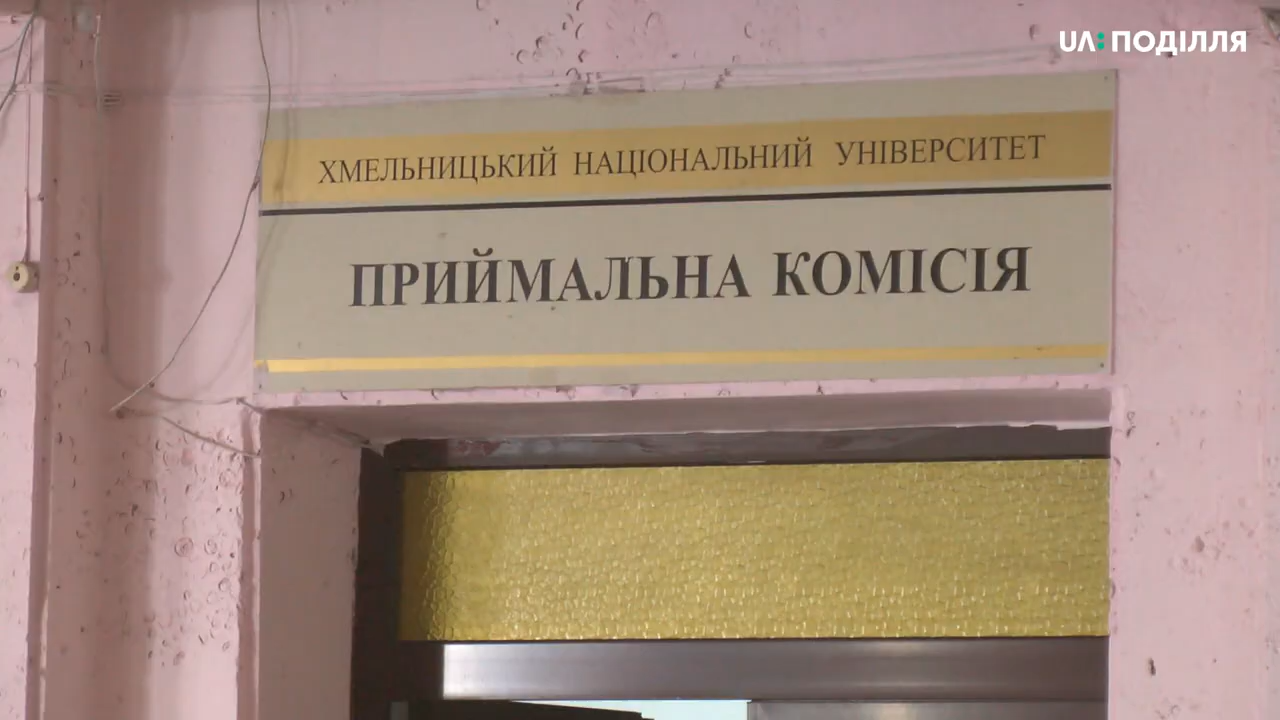 UA: ПОДІЛЛЯ
ХМЕЛЬНИЦЬКИЙ НАЦІОНАЛЬНИЙ УНІВЕРСИТЕТ
ПРИЙМАЛЬНА КОМІСІЯ